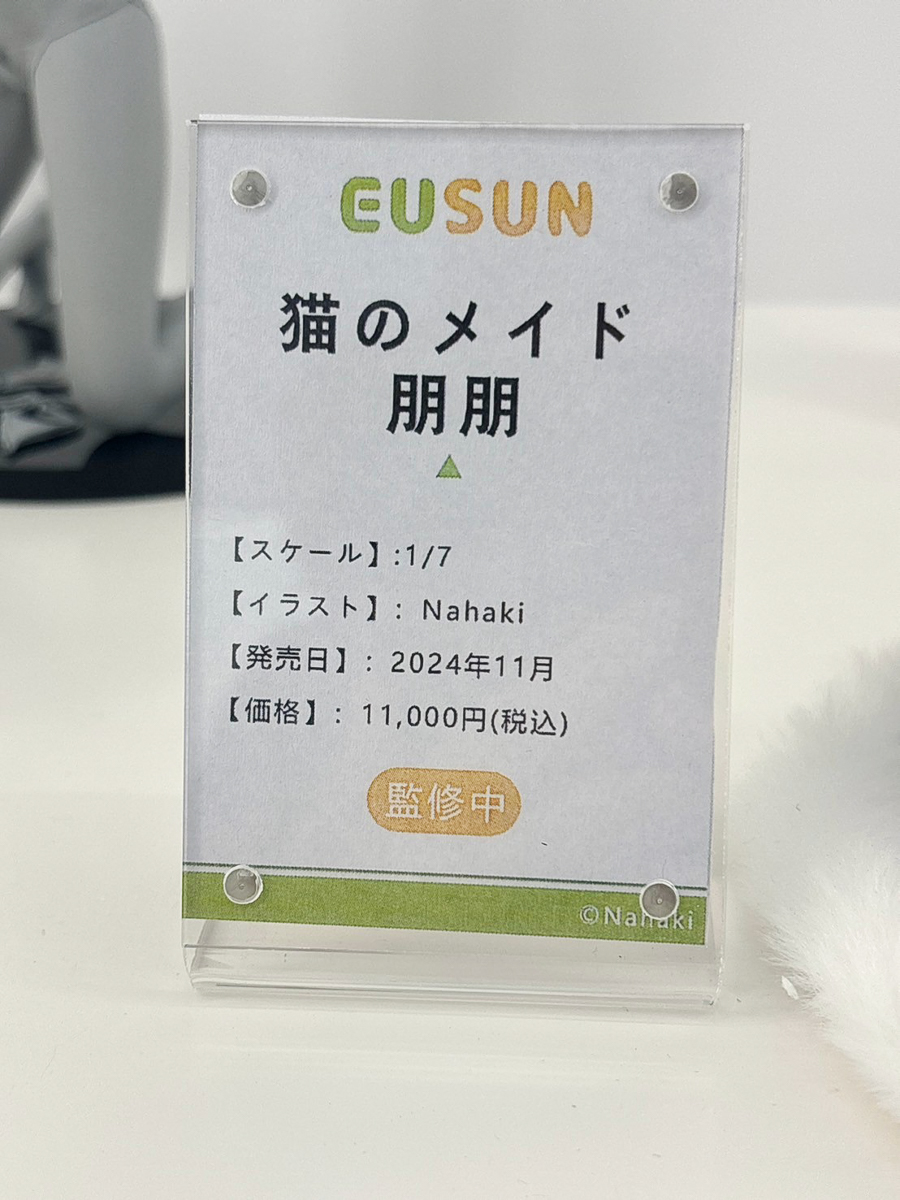 EUSUN
猫のメイド
朋朋
【スケール】:1/7
【イラスト】: Nahaki
【発売日】: 2024年11月
【価格】: 11,000円(税込)
監修中
©Nahaki